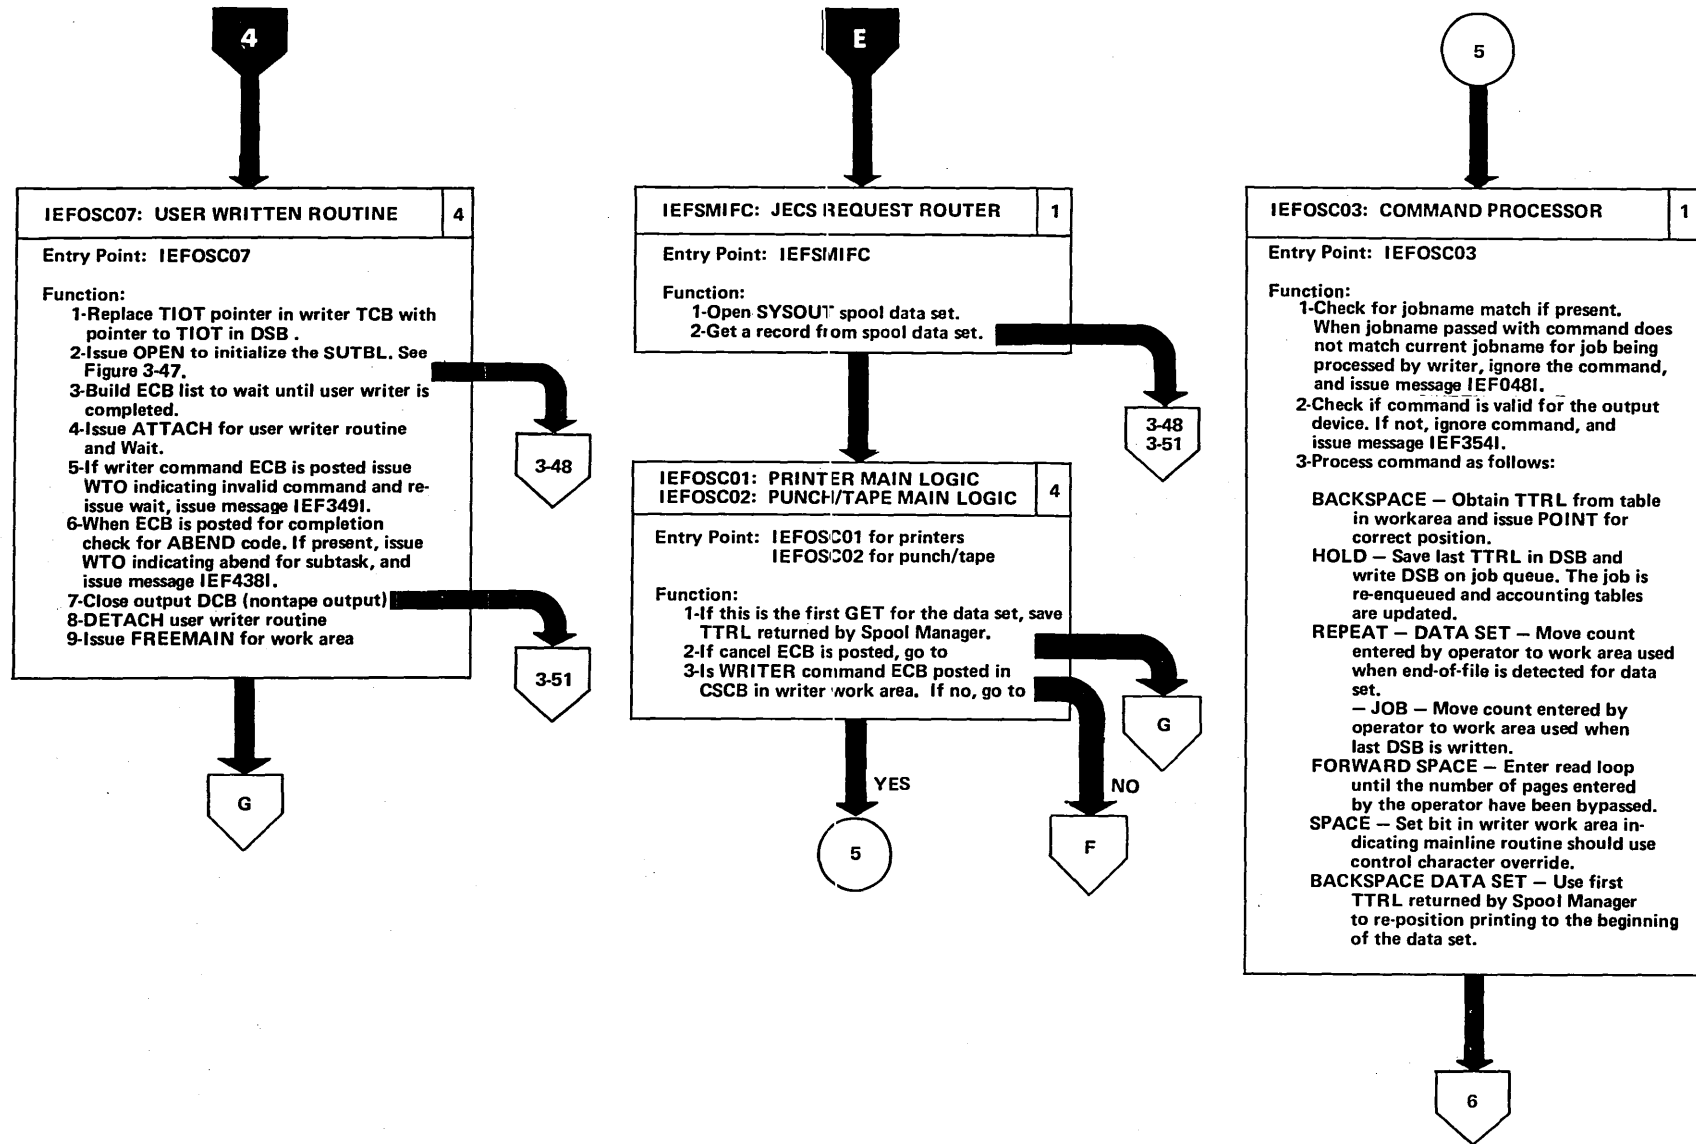 4
IEFOSC07: USER WRITTEN ROUTINE 4
Entry Point: IEFOSC07
Function:
1-Replace TIOT pointer in writer TCB with
pointer to TIOT in DSB .
2-Issue OPEN to initialize the SUTBL. See
Figure 3-47.
3-Build ECB list to wait until user writer is
completed.
4-Issue ATTACH for user writer routine
and Wait.
5-If writer command ECB is posted issue
WTO indicating invalid command and re-
issue wait, issue message IEF349I.
6-When ECB is posted for completion
check for ABEND code. If present, issue
WTO indicating abend for subtask, and
issue message IEF438I.
7-Close output DCB (nontape output)
8-DETACH user writer routine
9-Issue FREEMAIN for work area
3-48
3-51
G
E
IEFSMIFC: JECS REQUEST ROUTER 1
Entry Point: IEFSMIFC
Function:
1-Open SYSOUT spool data set.
2-Get a record from spool data set.
3-48
3-51
IEFOSC01: PRINTER MAIN LOGIC
IEFOSC02: PUNCH/TAPE MAIN LOGIC 4
Entry Point: IEFOSC01 for printers
IEFOSC02 for punch/tape
Function:
1-If this is the first GET for the data set, save
TTRL returned by Spool Manager.
2-If cancel ECB is posted, go to
3-Is WRITER command ECB posted in
CSCB in writer work area. If no, go to
G
YES
NO
5
F
5
IEFOSC03: COMMAND PROCESSOR 1
Entry Point: IEFOSC03
Function:
1-Check for jobname match if present.
When jobname passed with command does
not match current jobname for job being
processed by writer, ignore the command,
and issue message IEF048I.
2-Check if command is valid for the output
device. If not, ignore command, and
issue message IEF354I.
3-Process command as follows:
BACKSPACE — Obtain TTRL from table
in workarea and issue POINT for
correct position.
HOLD — Save last TTRL in DSB and
write DSB on job queue. The job is
re-enqueued and accounting tables
are updated.
REPEAT — DATA SET — Move count
entered by operator to work area used
when end-of-file is detected for data
set.
— JOB — Move count entered by
operator to work area used when
last DSB is written.
FORWARD SPACE — Enter read loop
until the number of pages entered
by the operator have been bypassed.
SPACE — Set bit in writer work area in-
dicating mainline routine should use
control character override.
BACKSPACE DATA SET — Use first
TTRL returned by Spool Manager
to re-position printing to the beginning
of the data set.
6